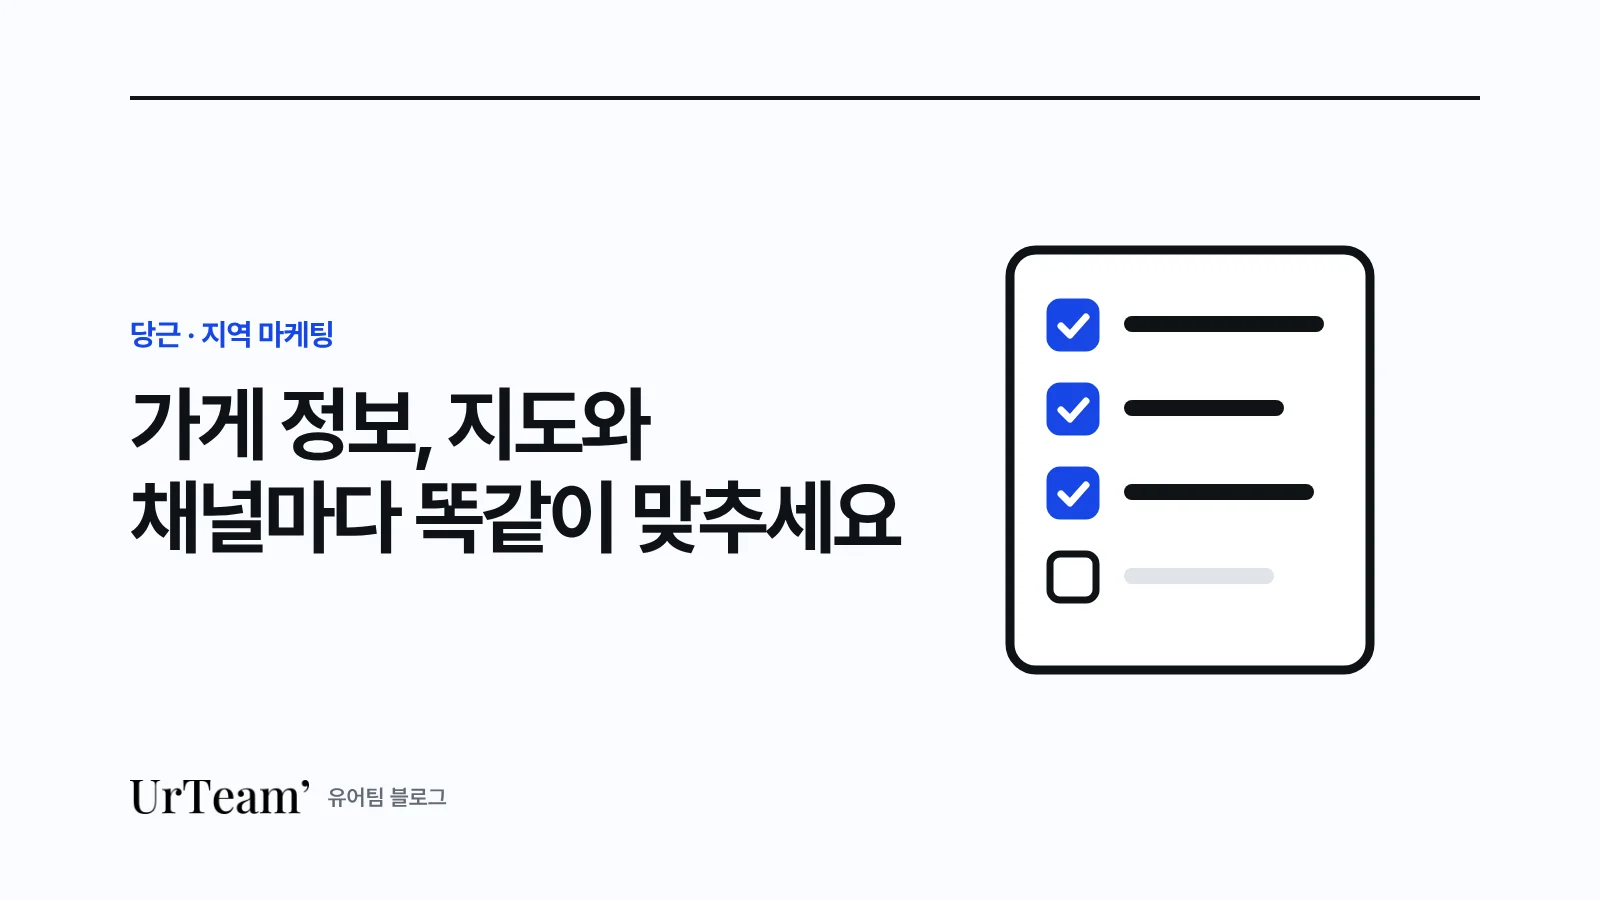 당근 · 지역 마케팅
가게 정보, 지도와
채널마다 똑같이 맞추세요
UrTeam’ 유어팀 블로그